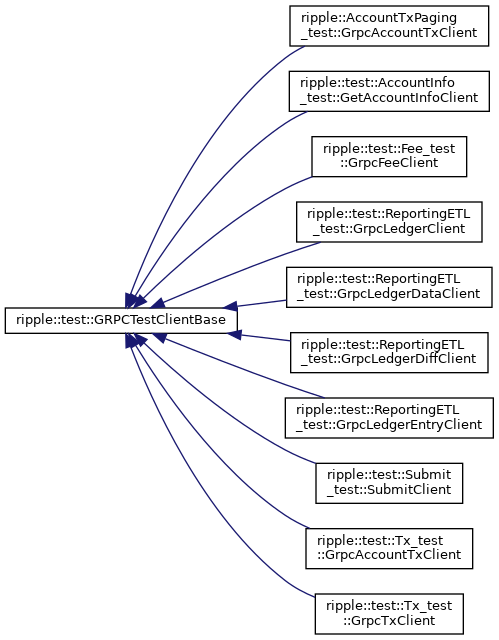 ripple::AccountTxPaging
_test::GrpcAccountTxClient
ripple::test::AccountInfo
_test::GetAccountInfoClient
ripple::test::Fee_test
::GrpcFeeClient
ripple::test::ReportingETL
_test::GrpcLedgerClient
ripple::test::ReportingETL
_test::GrpcLedgerDataClient
ripple::test::GRPCTestClientBase
ripple::test::ReportingETL
_test::GrpcLedgerDiffClient
ripple::test::ReportingETL
_test::GrpcLedgerEntryClient
ripple::test::Submit
_test::SubmitClient
ripple::test::Tx_test
::GrpcAccountTxClient
ripple::test::Tx_test
::GrpcTxClient